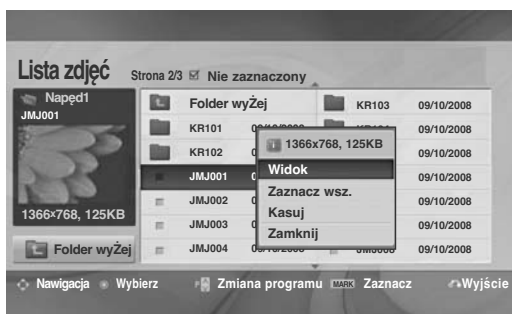 Lista zdjęć Strona 2/3 Nie zaznaczony
Napęd1
JMJ001
1366x768, 125KB
Folder wyŻej
Folder wyŻej
KR101
KR102
JMJ001
JMJ002
JMJ003
JMJ004
KR103 09/10/2008
09/10/2008
09/10/2008
09/10/2008
09/10/2008
09/10/2008
09/10/2008
1366x768, 125KB
Widok
Zaznacz wsz.
Kasuj
Zamknij
Nawigacja Wybierz P Zmiana programu MARK Zaznacz Wyjście